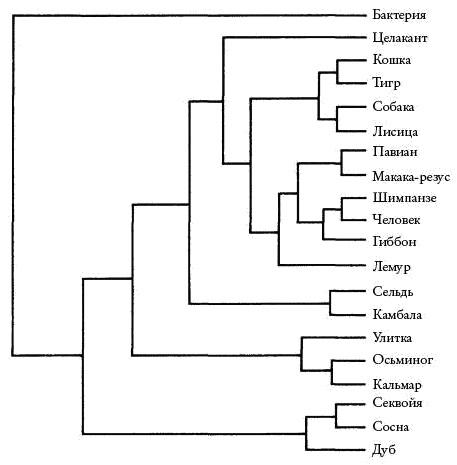 Бактерия
Целакант
Кошка
Тигр
Собака
Лисица
Павиан
Макака-резус
Шимпанзе
Человек
Гиббон
Лемур
Сельдь
Камбала
Улитка
Осьминог
Кальмар
Секвойя
Сосна
Дуб